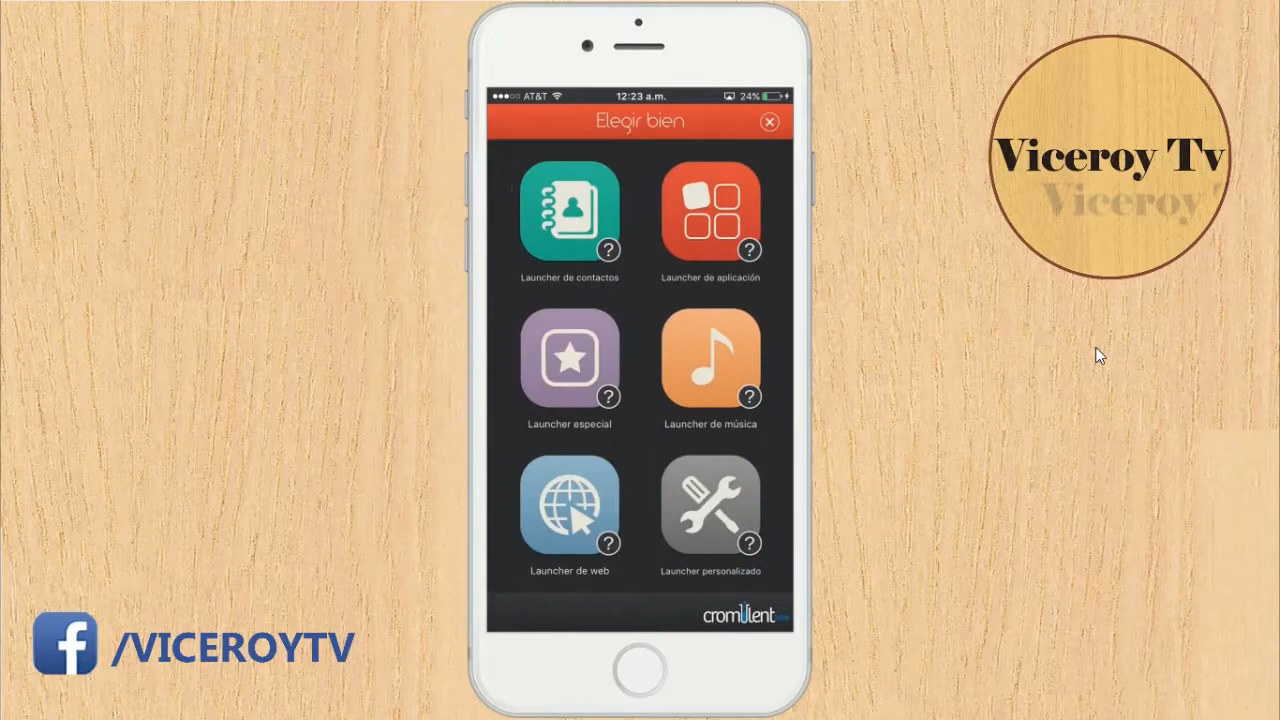 AT&T 12:23 a.m. 24%
Elegir bien
Launcher de contactos
Launcher de aplicación
Launcher especial
Launcher de música
Launcher de web
Launcher personalizado
cromulent
Viceroy Tv
Viceroy
/VICEROYTV